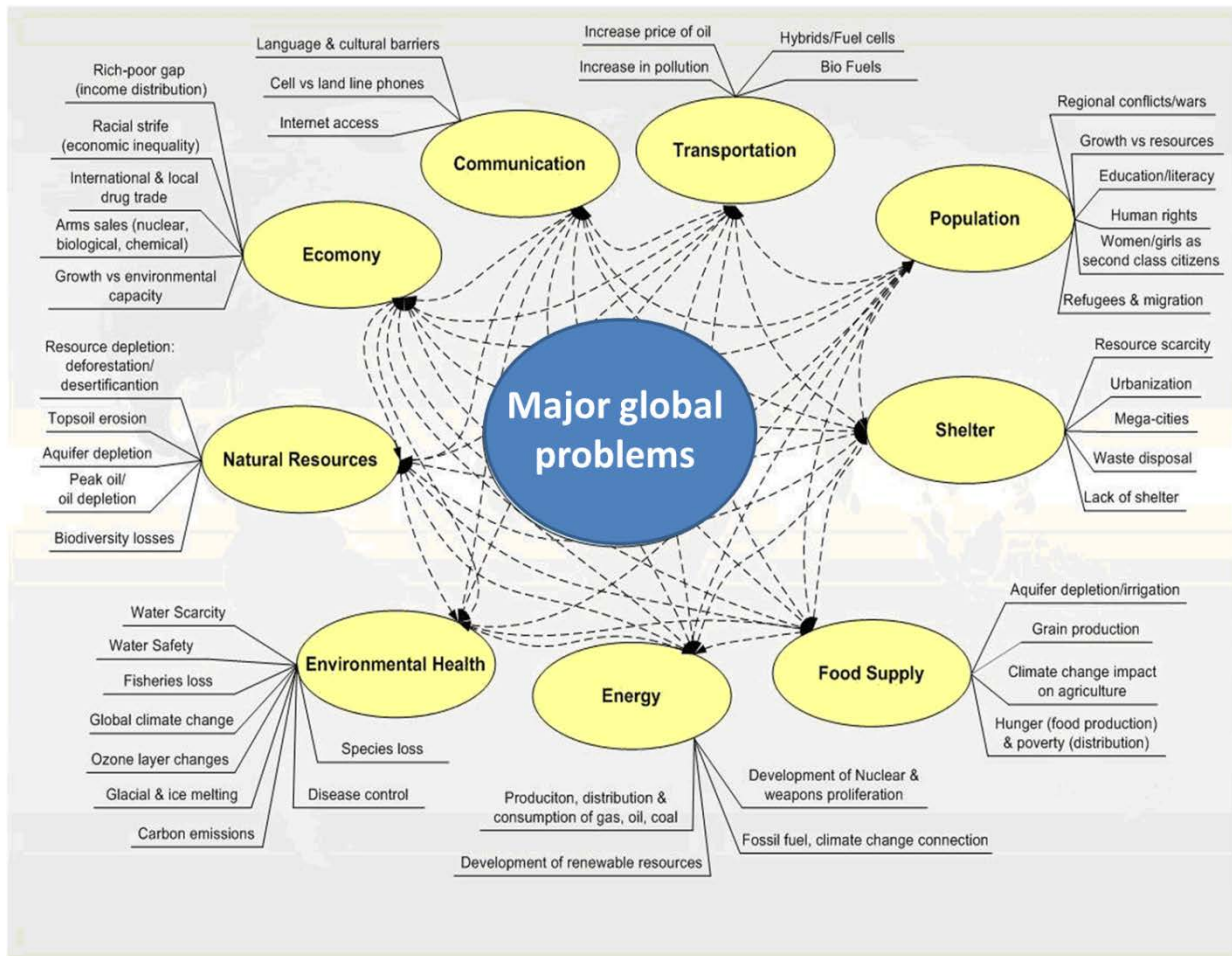 Language & cultural barriers
Cell vs land line phones
Internet access
Communication
Increase price of oil
Increase in pollution
Hybrids/Fuel cells
Bio Fuels
Transportation
Regional conflicts/wars
Growth vs resources
Education/literacy
Human rights
Women/girls as
second class citizens
Refugees & migration
Population
Rich-poor gap
(income distribution)
Racial strife
(economic inequality)
International & local
drug trade
Arms sales (nuclear,
biological, chemical)
Growth vs environmental
capacity
Ecomony
Major global
problems
Resource scarcity
Urbanization
Mega-cities
Waste disposal
Lack of shelter
Shelter
Resource depletion:
deforestation/
desertificantion
Topsoil erosion
Aquifer depletion
Peak oil/
oil depletion
Biodiversity losses
Natural Resources
Water Scarcity
Water Safety
Fisheries loss
Global climate change
Ozone layer changes
Glacial & ice melting
Carbon emissions
Species loss
Disease control
Environmental Health
Energy
Produciton, distribution &
consumption of gas, oil, coal
Development of renewable resources
Development of Nuclear &
weapons proliferation
Fossil fuel, climate change connection
Food Supply
Aquifer depletion/irrigation
Grain production
Climate change impact
on agriculture
Hunger (food production)
& poverty (distribution)